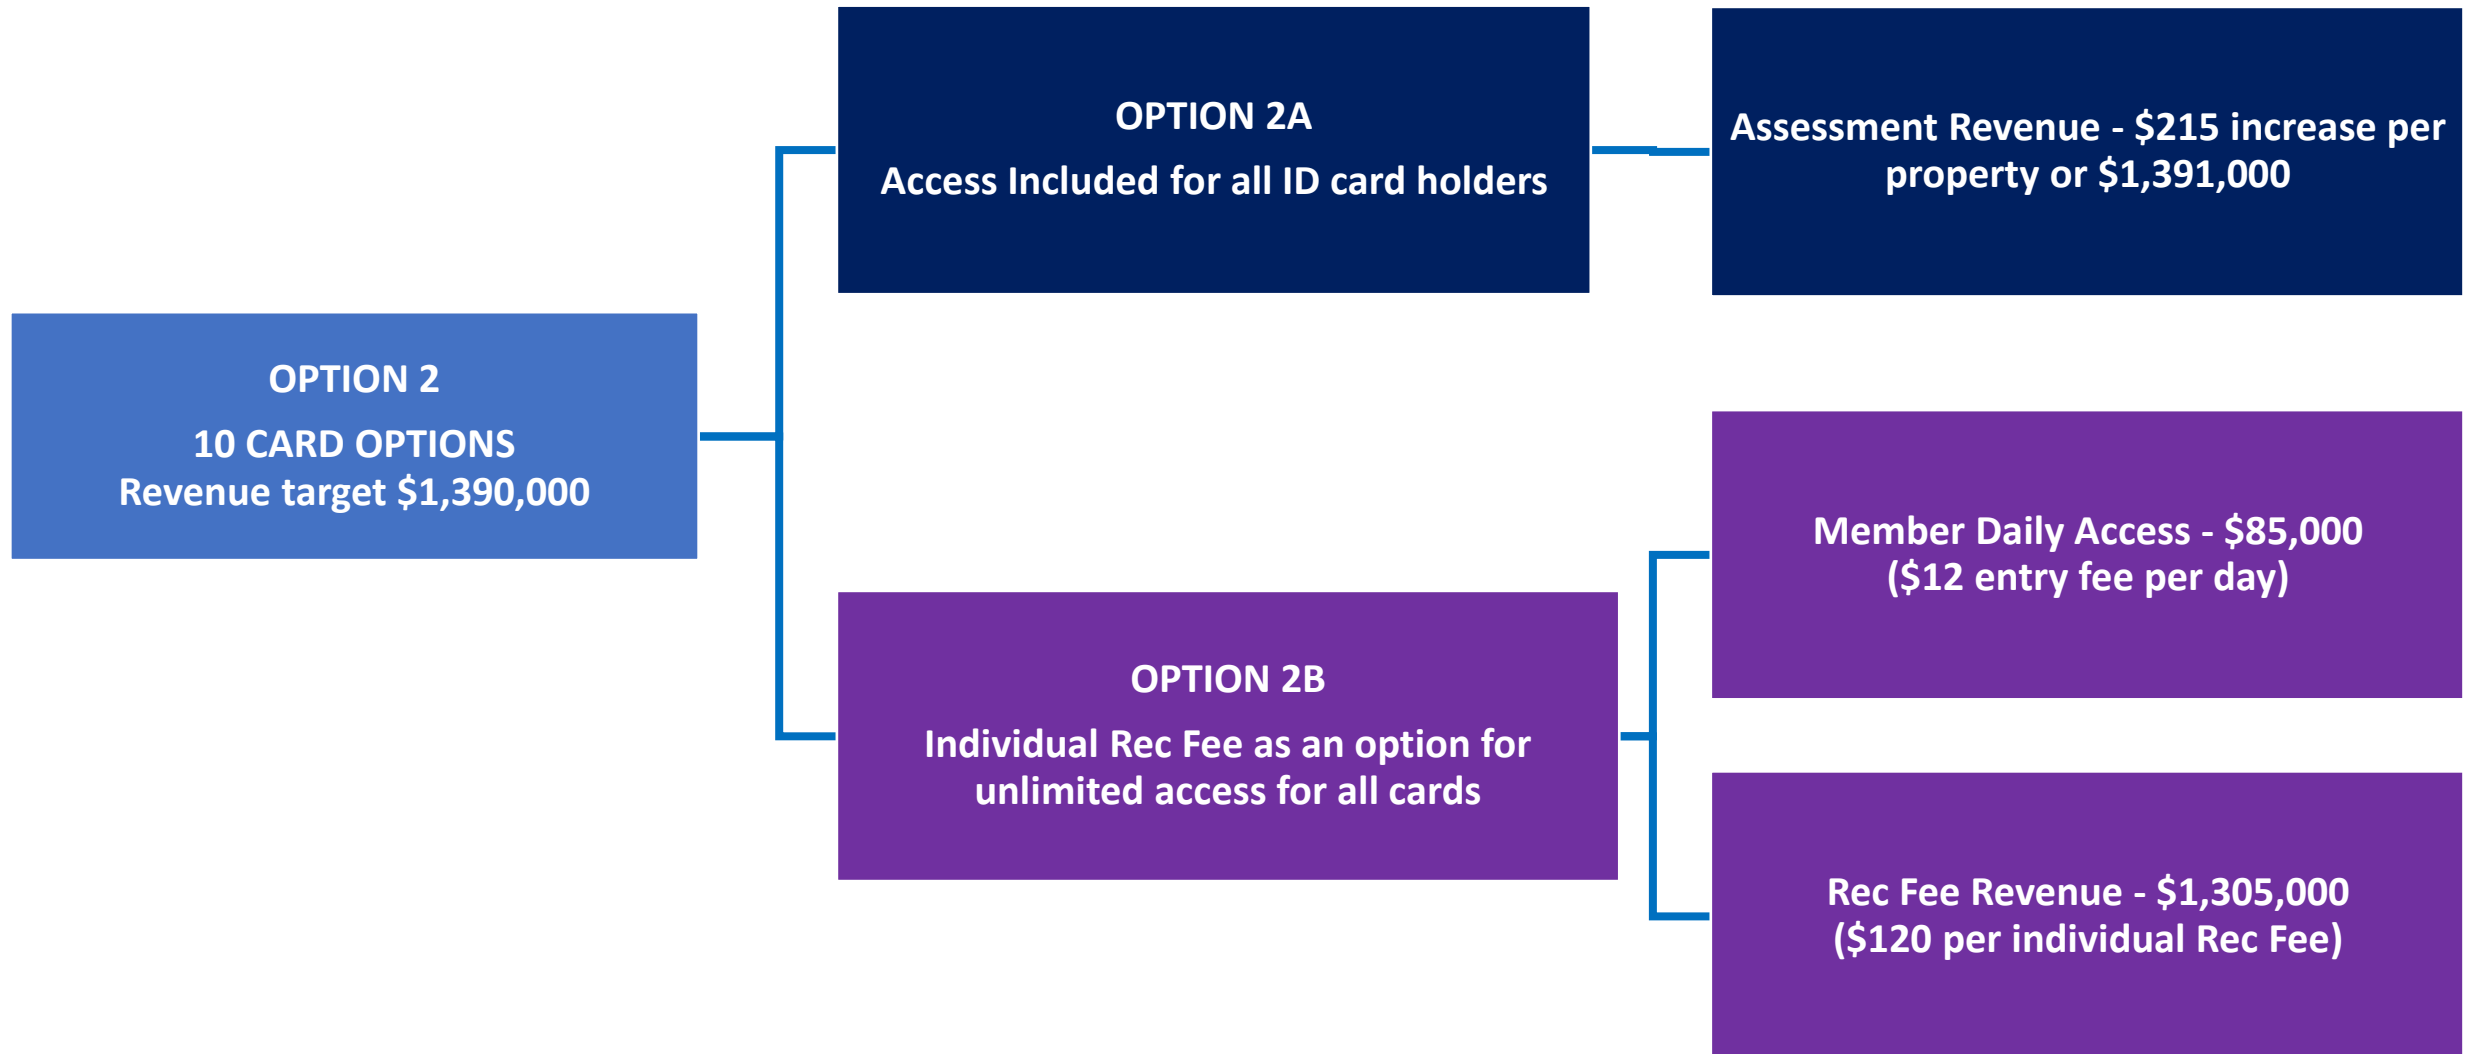 OPTION 2
10 CARD OPTIONS
Revenue target $1,390,000
OPTION 2A
Access Included for all ID card holders
Assessment Revenue - $215 increase per
property or $1,391,000
OPTION 2B
Individual Rec Fee as an option for
unlimited access for all cards
Member Daily Access - $85,000
($12 entry fee per day)
Rec Fee Revenue - $1,305,000
($120 per individual Rec Fee)